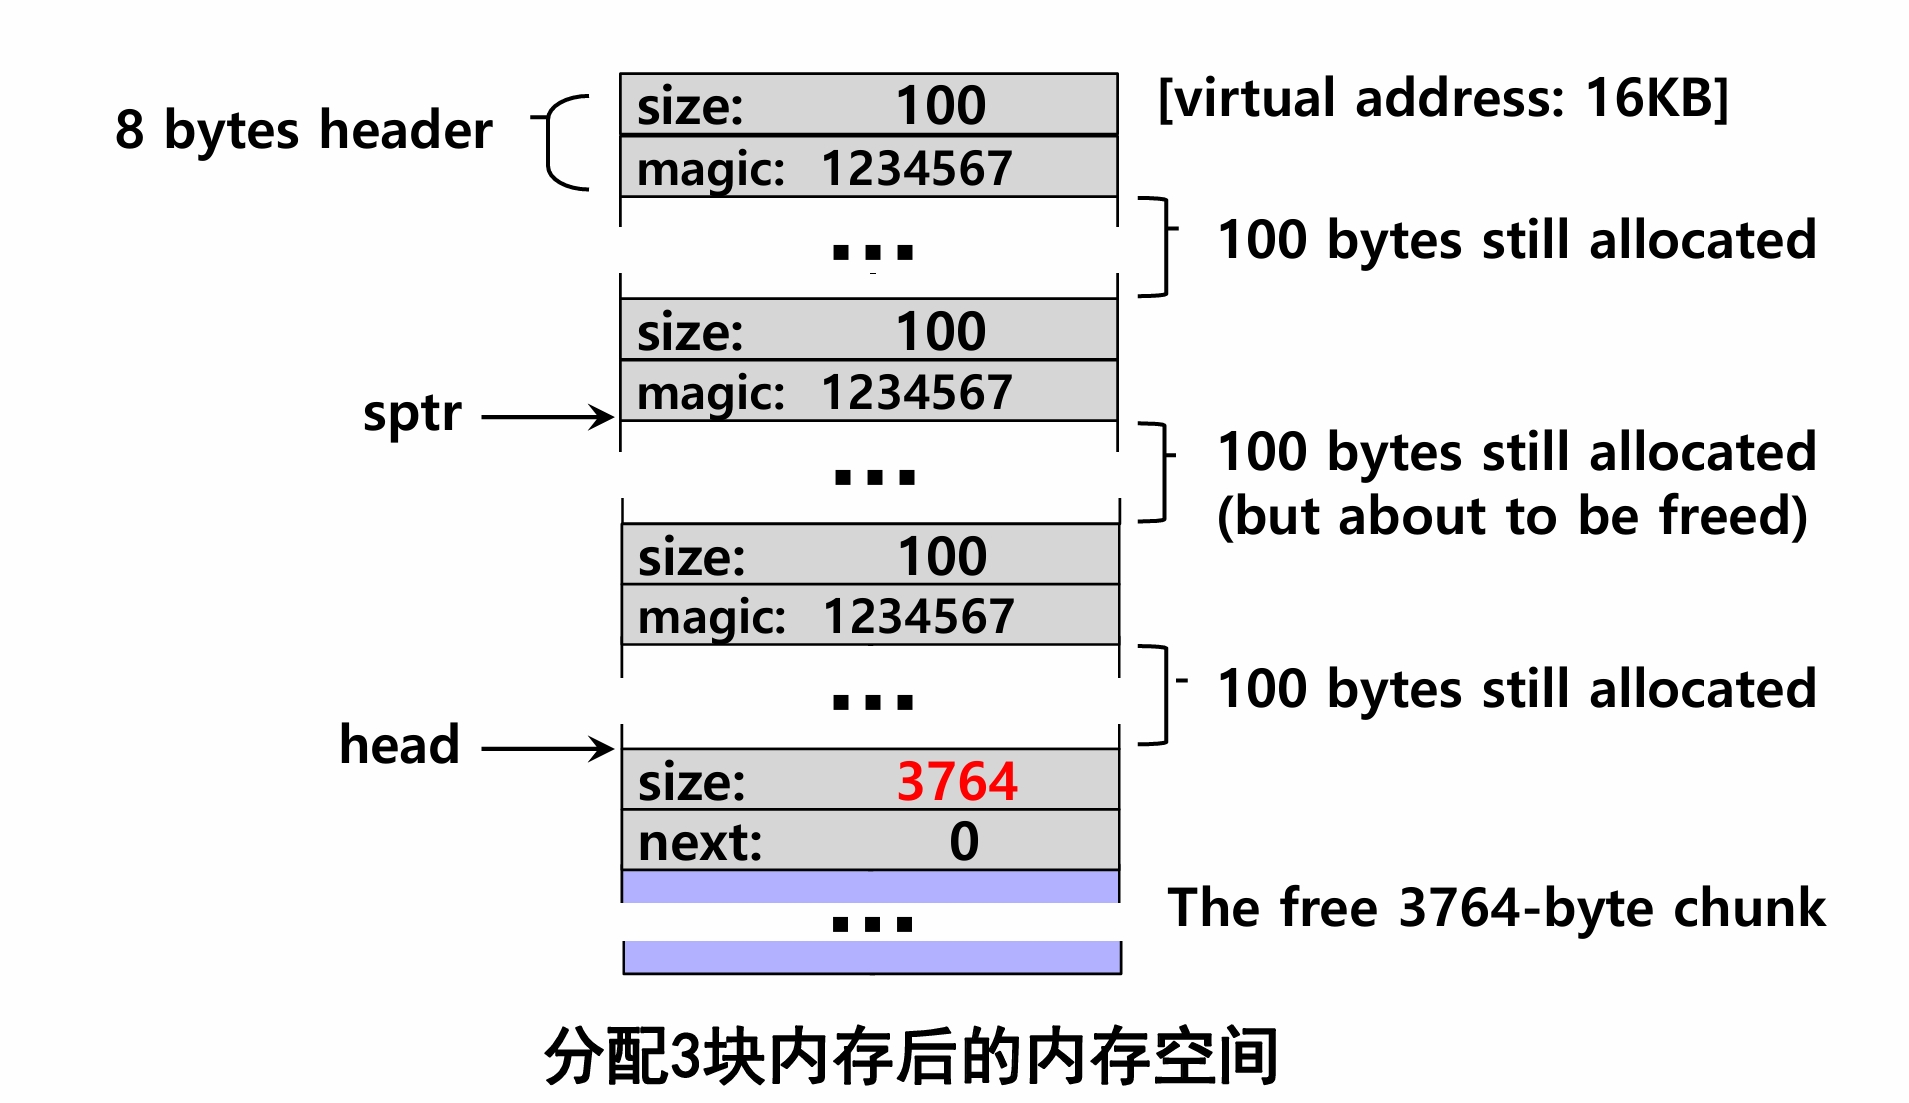 8 bytes header
size: 100
[virtual address: 16KB]
magic: 1234567
...
100 bytes still allocated
size: 100
magic: 1234567
sptr
...
100 bytes still allocated
(but about to be freed)
size: 100
magic: 1234567
...
100 bytes still allocated
head
size: 3764
next: 0
...
The free 3764-byte chunk
分配3块内存后的内存空间